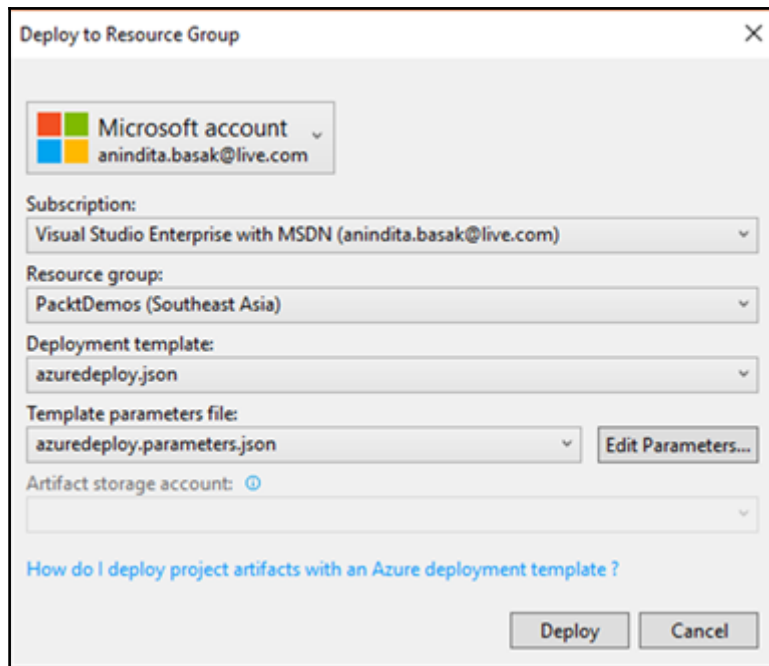 Deploy to Resource Group
Microsoft account
anindita.basak@live.com
Subscription:
Visual Studio Enterprise with MSDN (anindita.basak@live.com)
Resource group:
PacktDemos (Southeast Asia)
Deployment template:
azuredeploy.json
Template parameters file:
azuredeploy.parameters.json
Edit Parameters...
Artifact storage account:
How do I deploy project artifacts with an Azure deployment template ?
Deploy
Cancel